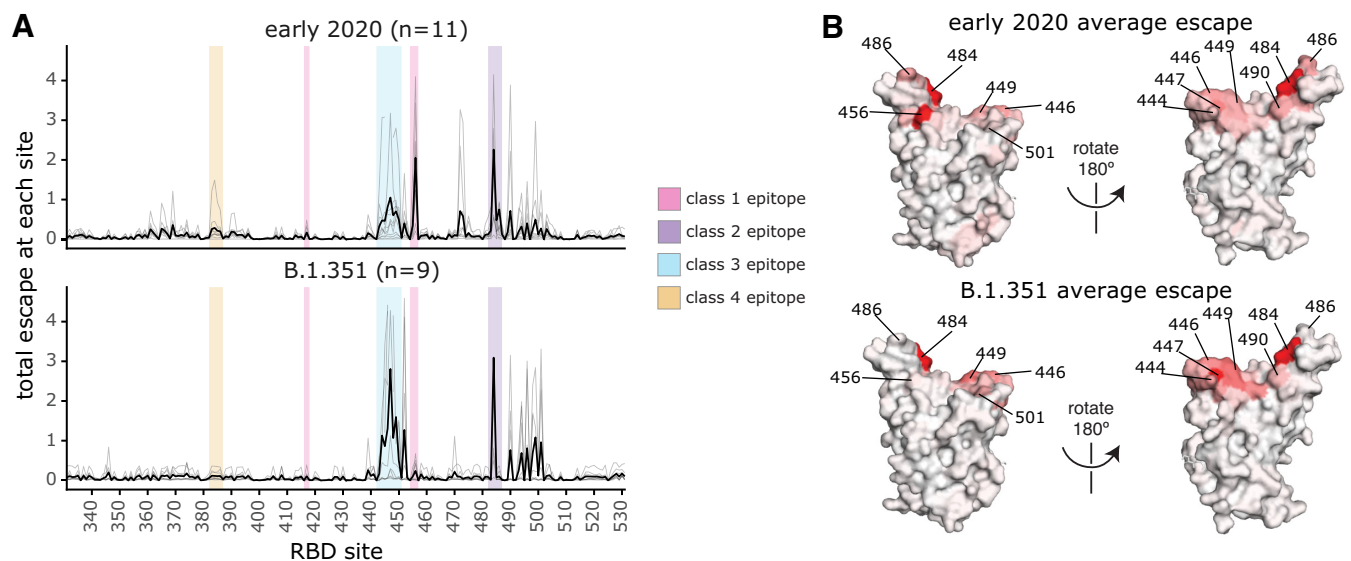 A
early 2020 (n=11)
4
3
2
1
0
B.1.351 (n=9)
4
3
2
1
0
total escape at each site
340 350 360 370 380 390 400 410 420 430 440 450 460 470 480 490 500 510 520 530
RBD site
class 1 epitope
class 2 epitope
class 3 epitope
class 4 epitope
B
early 2020 average escape
486
484
449
446
456
501
rotate
180º
446
449
484
486
447
490
444
B.1.351 average escape
486
484
449
446
456
501
rotate
180º
446
449
484
486
447
490
444